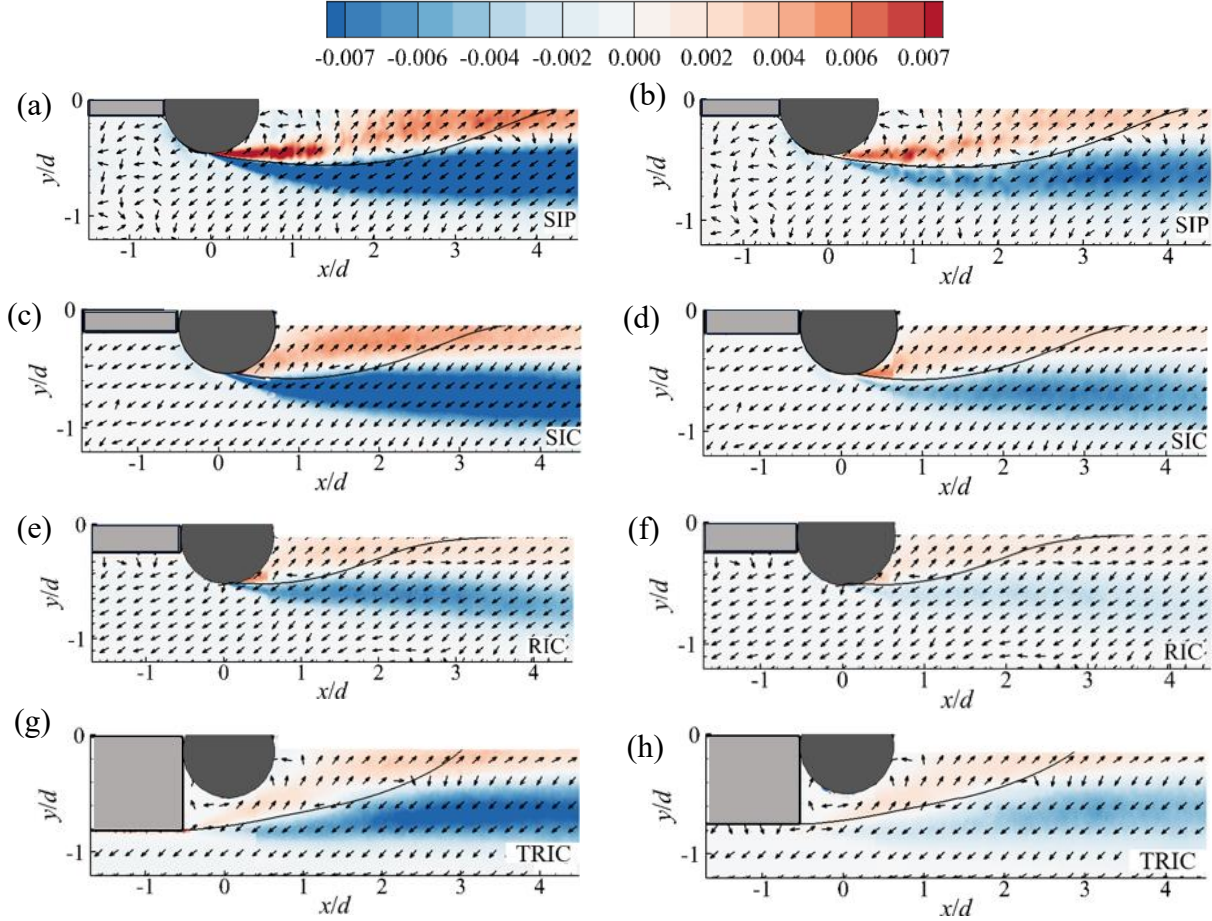 -0.007 -0.006 -0.004 -0.002 0.000 0.002 0.004 0.006 0.007
(a) (b)
0 0
y/d y/d
-1 SIP -1 SIP
-1 0 1 2 3 4 -1 0 1 2 3 4
x/d x/d
(c) (d)
0 0
y/d y/d
-1 SIC -1 SIC
-1 0 1 2 3 4 -1 0 1 2 3 4
x/d x/d
(e) (f)
0 0
y/d y/d
-1 RIC -1 RIC
-1 0 1 2 3 4 -1 0 1 2 3 4
x/d x/d
(g) (h)
0 0
y/d y/d
-1 TRIC -1 TRIC
-1 0 1 2 3 4 -1 0 1 2 3 4
x/d x/d